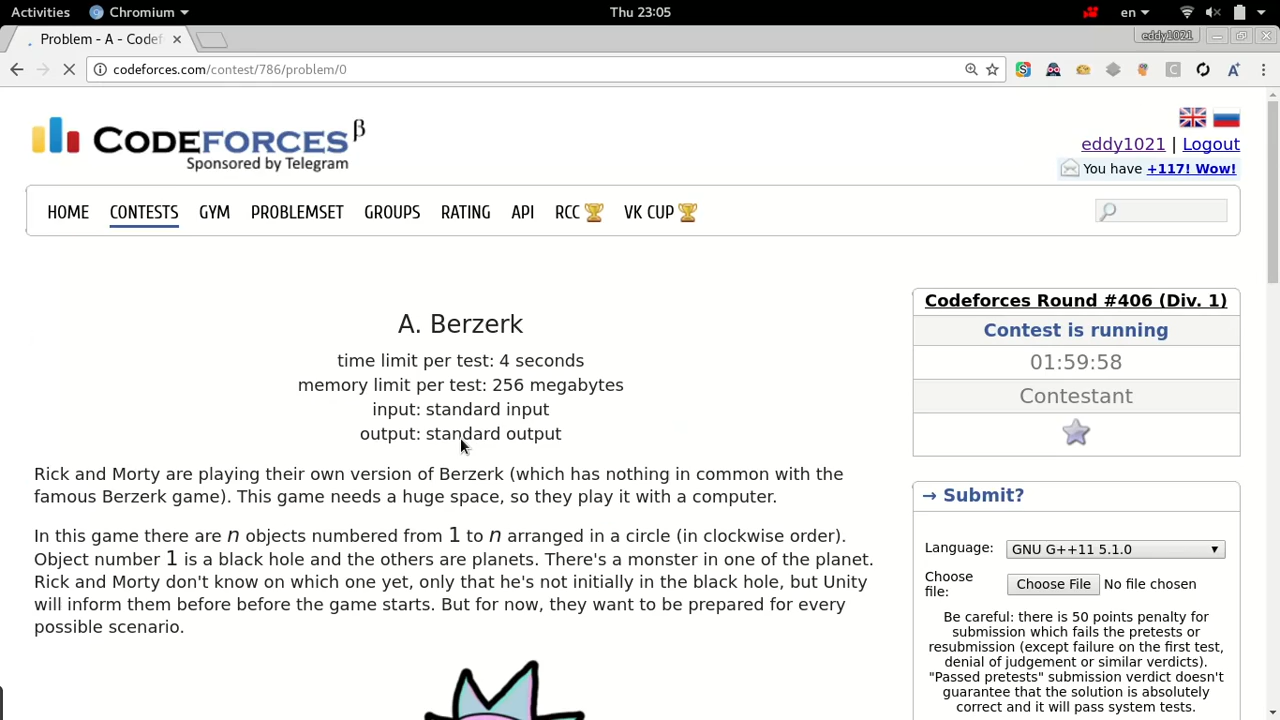 Activities Chromium Thu 23:05 en
Problem - A - Codef eddy1021
codeforces.com/contest/786/problem/0
CODEFORCES β
Sponsored by Telegram
eddy1021 | Logout
You have +117! Wow!
HOME CONTESTS GYM PROBLEMSET GROUPS RATING API RCC VK CUP
A. Berzerk
time limit per test: 4 seconds
memory limit per test: 256 megabytes
input: standard input
output: standard output
Rick and Morty are playing their own version of Berzerk (which has nothing in common with the
famous Berzerk game). This game needs a huge space, so they play it with a computer.
In this game there are n objects numbered from 1 to n arranged in a circle (in clockwise order).
Object number 1 is a black hole and the others are planets. There's a monster in one of the planet.
Rick and Morty don't know on which one yet, only that he's not initially in the black hole, but Unity
will inform them before before the game starts. But for now, they want to be prepared for every
possible scenario.
Codeforces Round #406 (Div. 1)
Contest is running
01:59:58
Contestant
→ Submit?
Language: GNU G++11 5.1.0
Choose
file: Choose File No file chosen
Be careful: there is 50 points penalty for
submission which fails the pretests or
resubmission (except failure on the first test,
denial of judgement or similar verdicts).
"Passed pretests" submission verdict doesn't
guarantee that the solution is absolutely
correct and it will pass system tests.